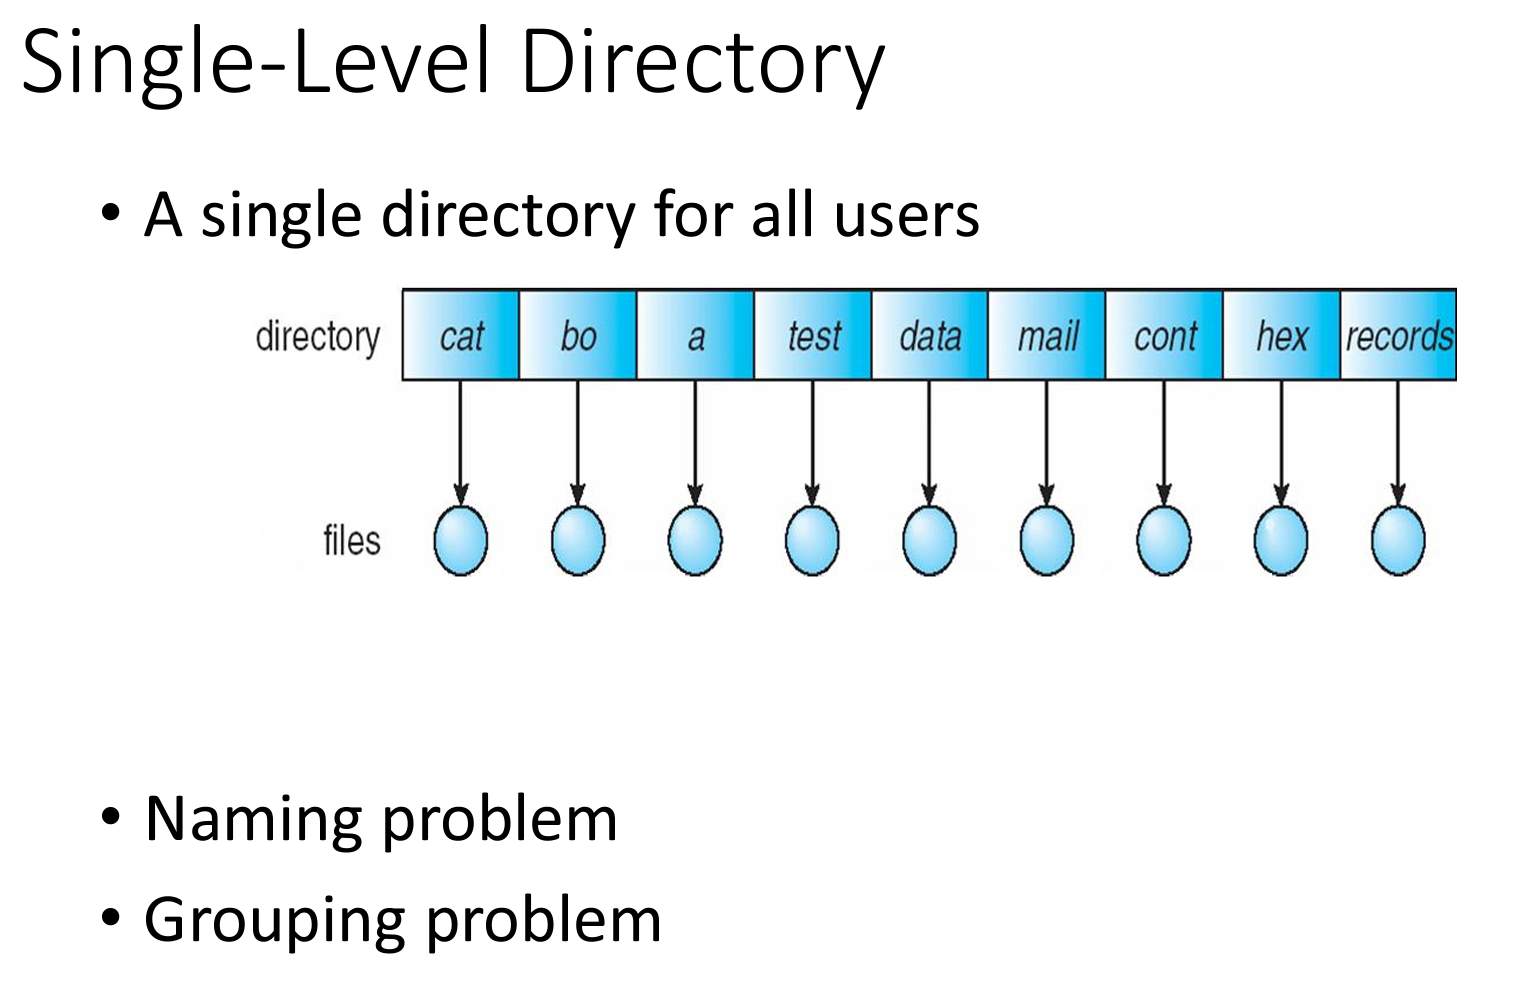 Single-Level Directory
• A single directory for all users
directory cat bo a test data mail cont hex records
files
• Naming problem
• Grouping problem